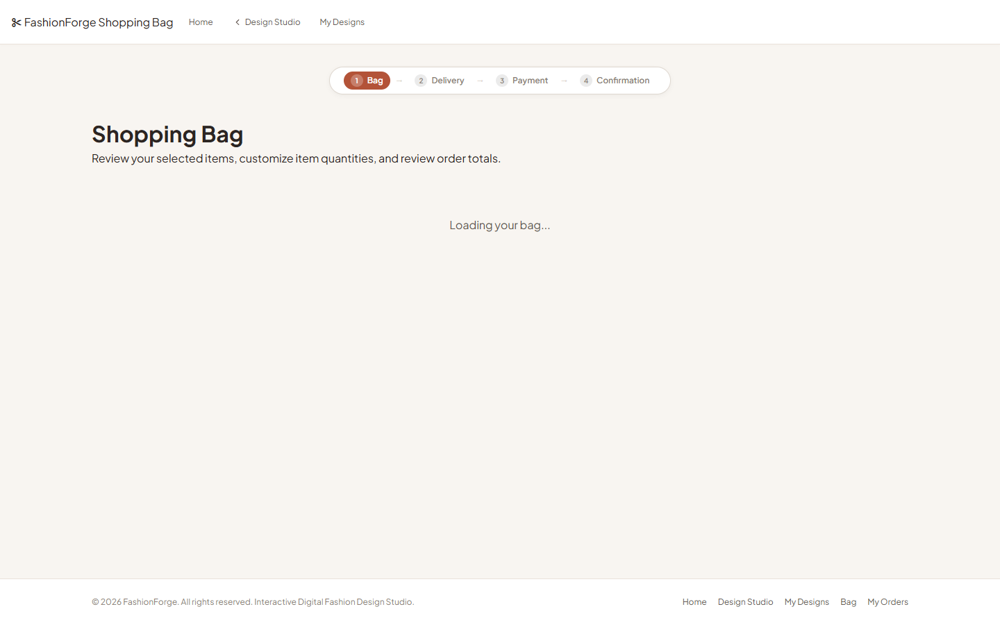 FashionForge Shopping Bag Home Design Studio My Designs
1 Bag → 2 Delivery → 3 Payment → 4 Confirmation
Shopping Bag
Review your selected items, customize item quantities, and review order totals.
Loading your bag...
© 2026 FashionForge. All rights reserved. Interactive Digital Fashion Design Studio. Home Design Studio My Designs Bag My Orders